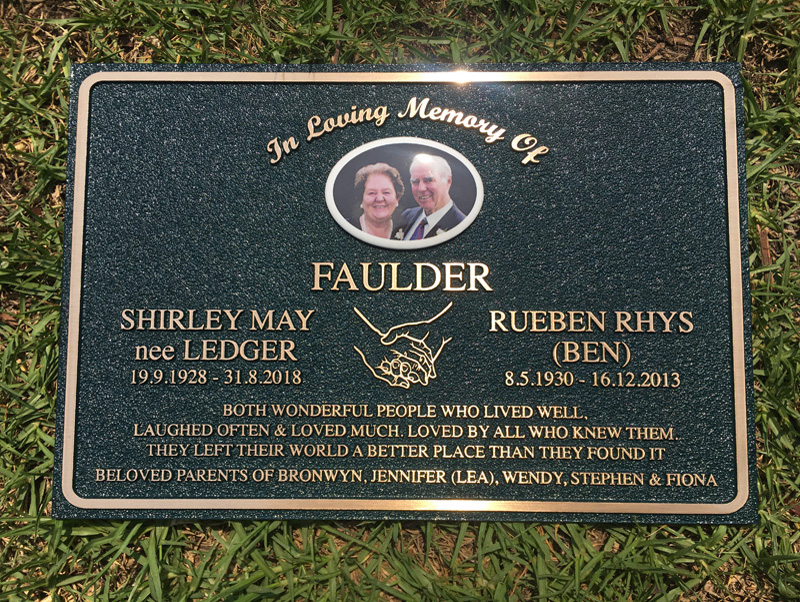 In Loving Memory Of
FAULDER
SHIRLEY MAY
nee LEDGER
19.9.1928 - 31.8.2018
RUEBEN RHYS
(BEN)
8.5.1930 - 16.12.2013
BOTH WONDERFUL PEOPLE WHO LIVED WELL,
LAUGHED OFTEN & LOVED MUCH. LOVED BY ALL WHO KNEW THEM.
THEY LEFT THEIR WORLD A BETTER PLACE THAN THEY FOUND IT
BELOVED PARENTS OF BRONWYN, JENNIFER (LEA), WENDY, STEPHEN & FIONA